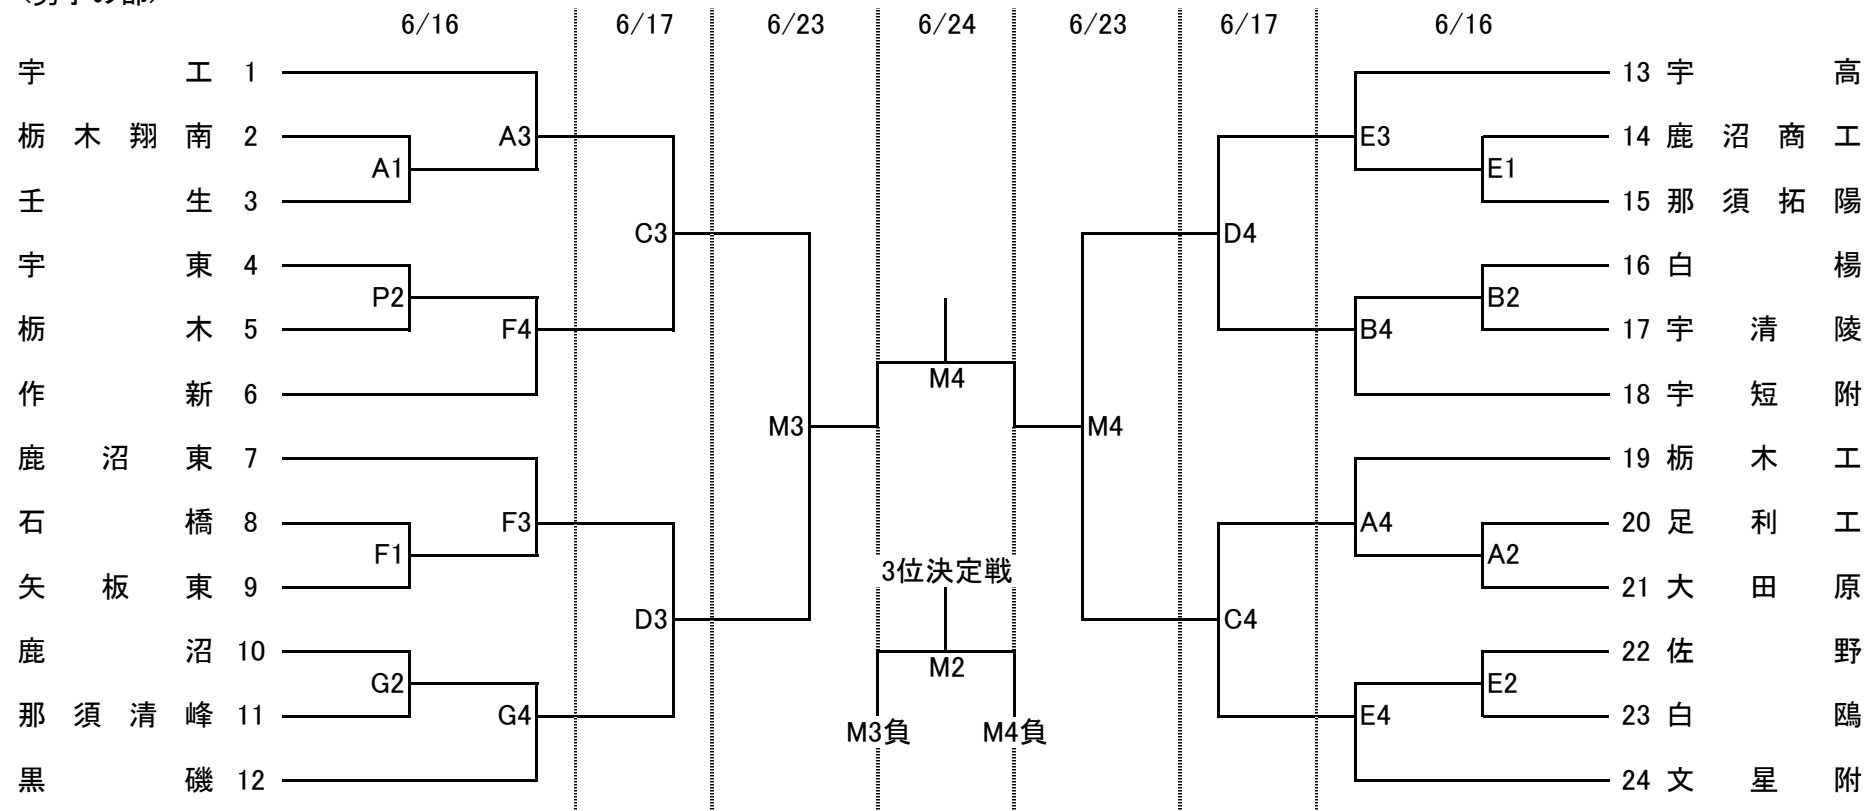 6/16 6/17 6/23 6/24 6/23 6/17 6/16
宇工 1 13 宇高
栃木翔南 2 A3 E3 14 鹿沼商工
A1 E1
壬生 3 15 那須拓陽
C3 D4
宇東 4 16 白楊
P2 B2
栃木 5 F4 B4 17 宇清陵
M4
作新 6 18 宇短附
M3 M4
鹿沼東 7 19 栃木工
石橋 8 F3 A4 20 足利工
F1 A2
3位決定戦
矢板東 9 21 大田原
D3 C4
鹿沼 10 22 佐野
M2
G2 E2
那須清峰 11 G4 E4 23 白鴎
M3負 M4負
黒磯 12 24 文星附